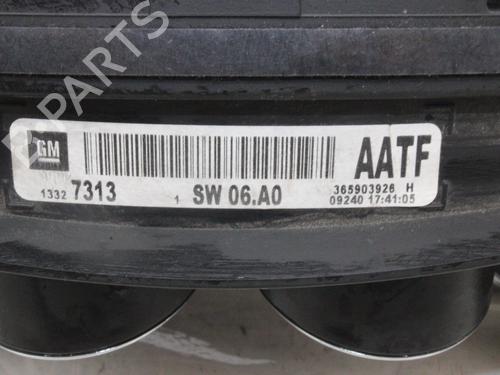 B PARTS
GM
AATF
1332 7313
1 SW 06.A0
365903926 H
09240 17:41:05